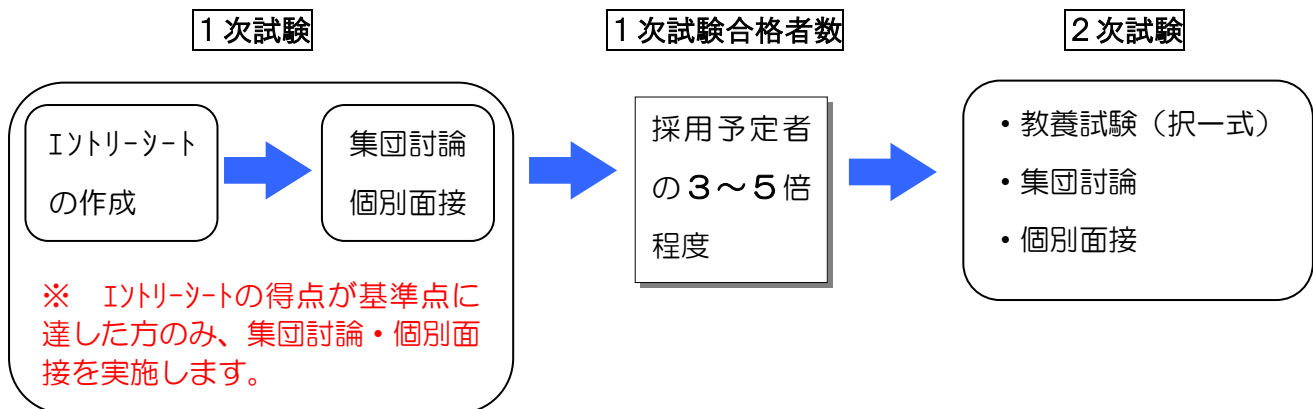 １次試験
ｴﾝﾄﾘｰｼｰﾄ
の作成
集団討論
個別面接
※　ｴﾝﾄﾘｰｼｰﾄの得点が基準点に
達した方のみ、集団討論・個別面
接を実施します。
１次試験合格者数
採用予定者
の３～５倍
程度
２次試験
・教養試験（択一式）
・集団討論
・個別面接